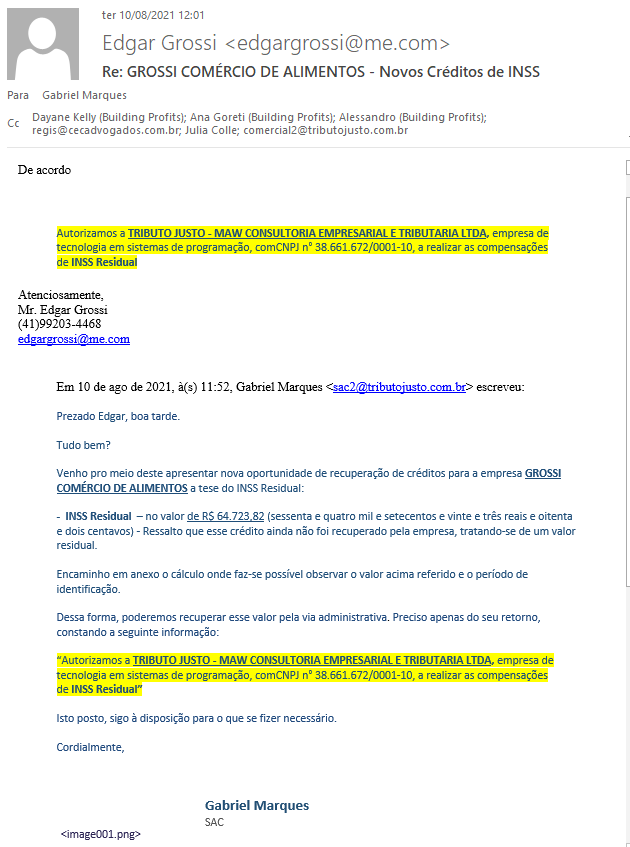 ter 10/08/2021 12:01
Edgar Grossi <edgargrossi@me.com>
Re: GROSSI COMÉRCIO DE ALIMENTOS - Novos Créditos de INSS
Para Gabriel Marques
Cc Dayane Kelly (Building Profits); Ana Goreti (Building Profits); Alessandro (Building Profits);
regis@cecadvogados.com.br; Julia Colle; comercial2@tributojusto.com.br
De acordo
Autorizamos a TRIBUTO JUSTO - MAW CONSULTORIA EMPRESARIAL E TRIBUTARIA LTDA, empresa de
tecnologia em sistemas de programação, comCNPJ nº 38.661.672/0001-10, a realizar as compensações
de INSS Residual
Atenciosamente,
Mr. Edgar Grossi
(41)99203-4468
edgargrossi@me.com
Em 10 de ago de 2021, à(s) 11:52, Gabriel Marques <sac2@tributojusto.com.br> escreveu:
Prezado Edgar, boa tarde.
Tudo bem?
Venho pro meio deste apresentar nova oportunidade de recuperação de créditos para a empresa GROSSI
COMÉRCIO DE ALIMENTOS a tese do INSS Residual:
- INSS Residual – no valor de R$ 64.723,82 (sessenta e quatro mil e setecentos e vinte e três reais e oitenta
e dois centavos) - Ressalto que esse crédito ainda não foi recuperado pela empresa, tratando-se de um valor
residual.
Encaminho em anexo o cálculo onde faz-se possível observar o valor acima referido e o período de
identificação.
Dessa forma, poderemos recuperar esse valor pela via administrativa. Preciso apenas do seu retorno,
constando a seguinte informação:
“Autorizamos a TRIBUTO JUSTO - MAW CONSULTORIA EMPRESARIAL E TRIBUTARIA LTDA, empresa de
tecnologia em sistemas de programação, comCNPJ nº 38.661.672/0001-10, a realizar as compensações
de INSS Residual”
Isto posto, sigo à disposição para o que se fizer necessário.
Cordialmente,
Gabriel Marques
SAC
<image001.png>